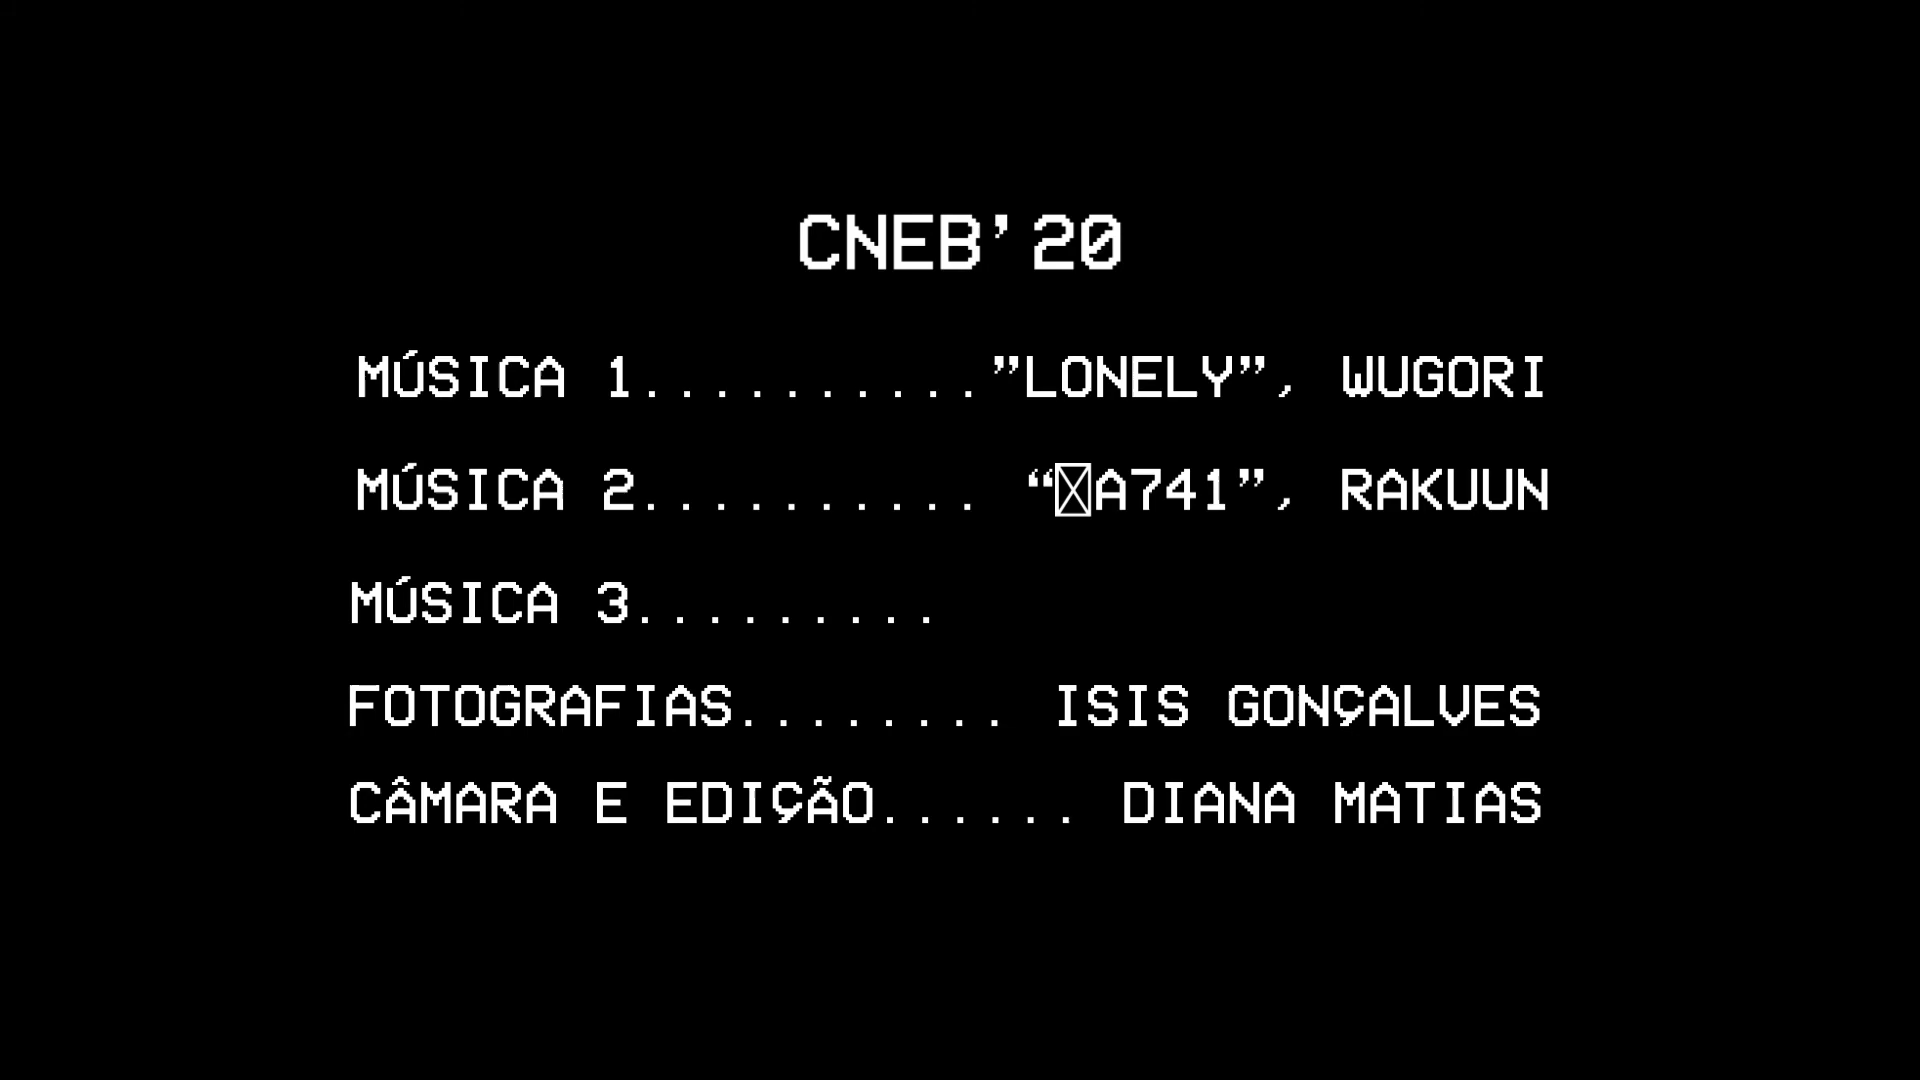 CNEB’20
MÚSICA 1..........”LONELY”, WUGORI
MÚSICA 2.......... “A741”, RAKUUN
MÚSICA 3.........
FOTOGRAFIAS........ ISIS GONÇALVES
CÂMARA E EDIÇÃO...... DIANA MATIAS